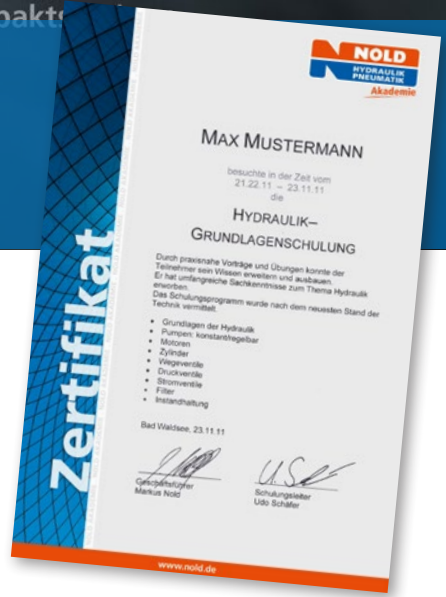 NOLD
HYDRAULIK
PNEUMATIK
Akademie
MAX MUSTERMANN
besuchte in der Zeit vom
21.22.11 – 23.11.11
die
HYDRAULIK–
GRUNDLAGENSCHULUNG
Durch praxisnahe Vorträge und Übungen konnte der
Teilnehmer sein Wissen erweitern und ausbauen.
Er hat umfangreiche Sachkenntnisse zum Thema Hydraulik
erworben.
Das Schulungsprogramm wurde nach dem neuesten Stand der
Technik vermittelt.
• Grundlagen der Hydraulik
• Pumpen: konstant/regelbar
• Motoren
• Zylinder
• Wegeventile
• Druckventile
• Stromventile
• Filter
• Instandhaltung
Bad Waldsee, 23.11.11
Geschäftsführer
Markus Nold
Schulungsleiter
Udo Schäfer
Zertifikat
www.nold.de